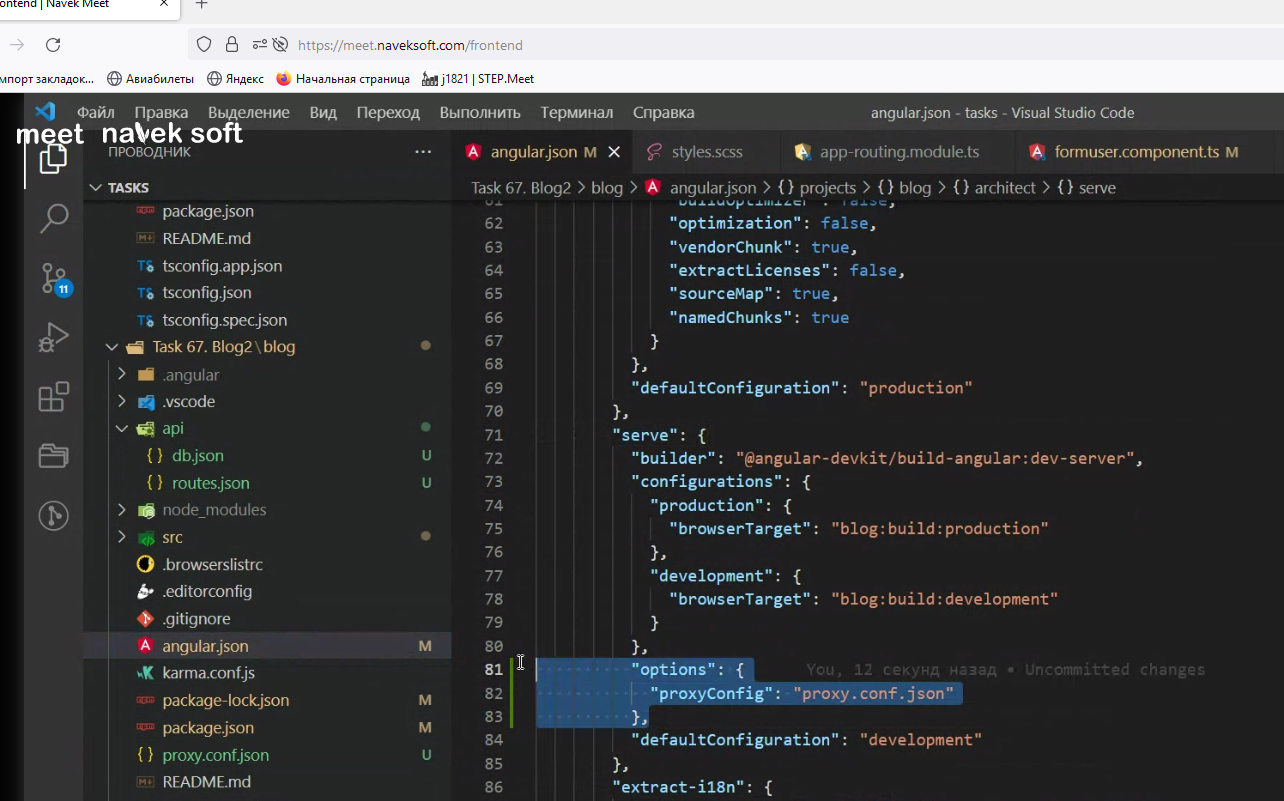 ontend | Navek Meet
https://meet.naveksoft.com/frontend
мпорт закладок... Авиабилеты Яндекс Начальная страница j1821 | STEP.Meet
Файл Правка Выделение Вид Переход Выполнить Терминал Справка angular.json - tasks - Visual Studio Code
meet navek soft
ПРОВОДНИК ...
angular.json M styles.scss app-routing.module.ts formuser.component.ts M
Task 67. Blog2 > blog > angular.json > {} projects > {} blog > {} architect > {} serve
TASKS
package.json
README.md
tsconfig.app.json
tsconfig.json
tsconfig.spec.json
Task 67. Blog2\blog
.angular
.vscode
api
{} db.json U
{} routes.json U
node_modules
src
.browserslistrc
.editorconfig
.gitignore
angular.json M
karma.conf.js
package-lock.json M
package.json M
{} proxy.conf.json U
README.md
11
61 "buildOptimizer": false,
62 "optimization": false,
63 "vendorChunk": true,
64 "extractLicenses": false,
65 "sourceMap": true,
66 "namedChunks": true
67 }
68 },
69 "defaultConfiguration": "production"
70 },
71 "serve": {
72 "builder": "@angular-devkit/build-angular:dev-server",
73 "configurations": {
74 "production": {
75 "browserTarget": "blog:build:production"
76 },
77 "development": {
78 "browserTarget": "blog:build:development"
79 }
80 },
81 "options": { You, 12 секунд назад • Uncommitted changes
82 "proxyConfig": "proxy.conf.json"
83 },
84 "defaultConfiguration": "development"
85 },
86 "extract-i18n": {